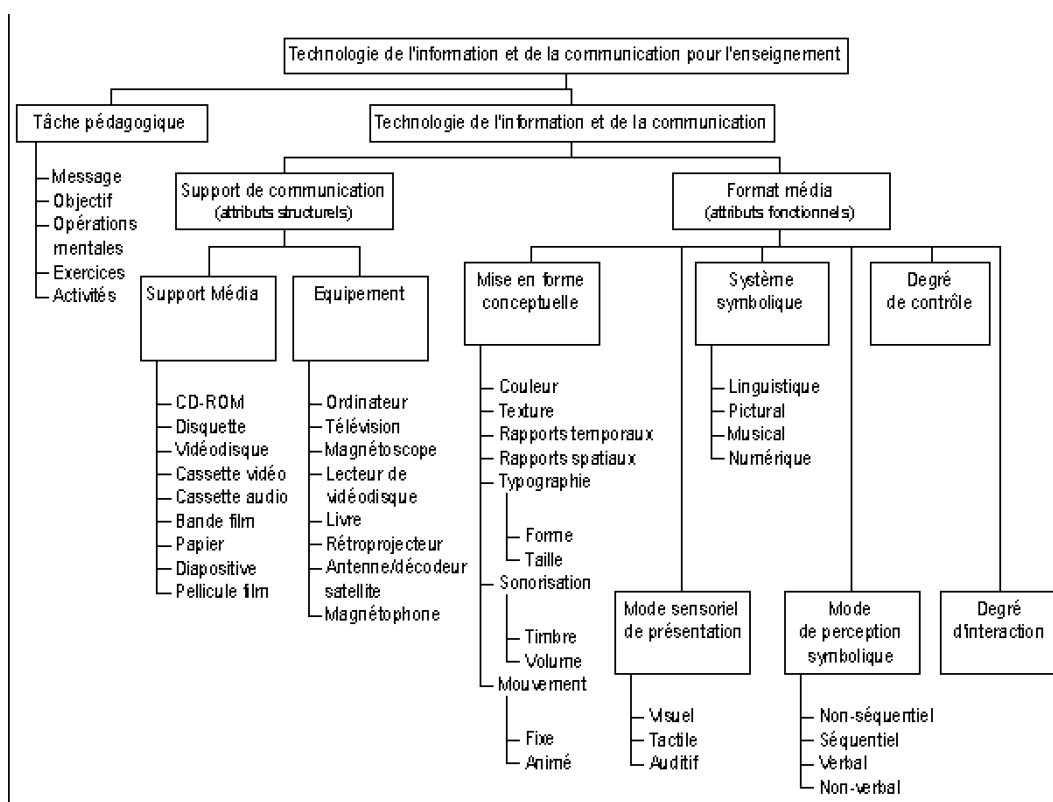 Technologie de l'information et de la communication pour l'enseignement
Tâche pédagogique
Technologie de l'information et de la communication
Message
Objectif
Opérations
mentales
Exercices
Activités
Support de communication
(attributs structurels)
Format média
(attributs fonctionnels)
Support Média
Equipement
Mise en forme
conceptuelle
Système
symbolique
Degré
de contrôle
CD-ROM
Disquette
Vidéodisque
Cassette vidéo
Cassette audio
Bande film
Papier
Diapositive
Pellicule film
Ordinateur
Télévision
Magnétoscope
Lecteur de
vidéodisque
Livre
Rétroprojecteur
Antenne/décodeur
satellite
Magnétophone
Couleur
Texture
Rapports temporaux
Rapports spatiaux
Typographie
Forme
Taille
Sonorisation
Timbre
Volume
Mouvement
Fixe
Animé
Linguistique
Pictural
Musical
Numérique
Mode sensoriel
de présentation
Mode
de perception
symbolique
Degré
d'interaction
Visuel
Tactile
Auditif
Non-séquentiel
Séquentiel
Verbal
Non-verbal